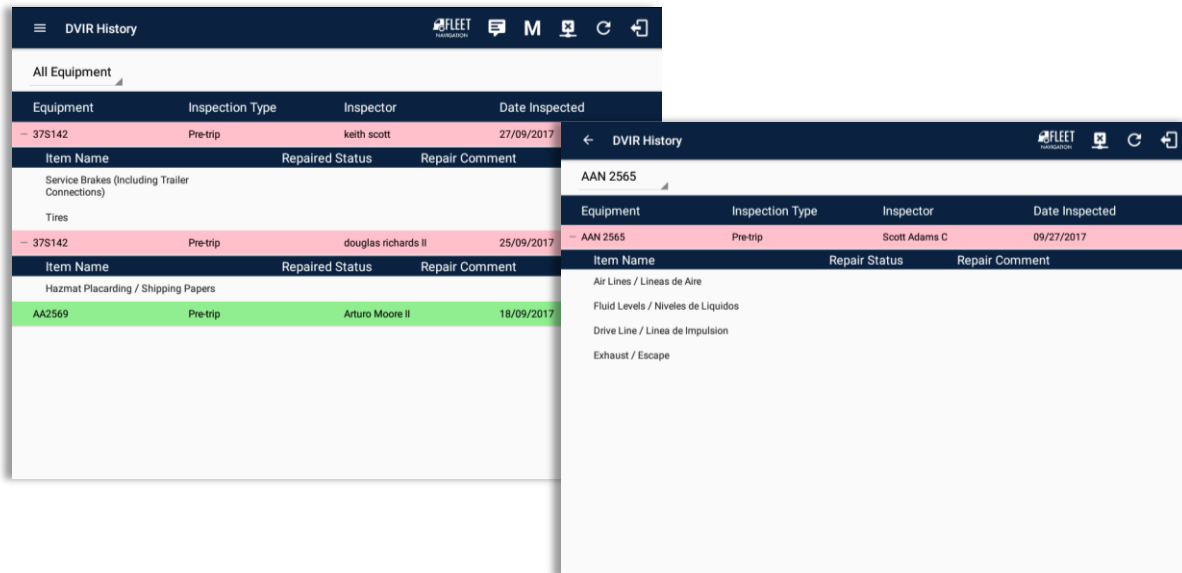 DVIR History
FLEET
NAVIGATION
M
All Equipment
Equipment Inspection Type Inspector Date Inspected
– 37S142 Pre-trip keith scott 27/09/2017
Item Name Repaired Status Repair Comment
Service Brakes (Including Trailer
Connections)
Tires
– 37S142 Pre-trip douglas richards II 25/09/2017
Item Name Repaired Status Repair Comment
Hazmat Placarding / Shipping Papers
AA2569 Pre-trip Arturo Moore II 18/09/2017
DVIR History
FLEET
NAVIGATION
AAN 2565
Equipment Inspection Type Inspector Date Inspected
– AAN 2565 Pre-trip Scott Adams C 09/27/2017
Item Name Repair Status Repair Comment
Air Lines / Lineas de Aire
Fluid Levels / Niveles de Liquidos
Drive Line / Linea de Impulsion
Exhaust / Escape